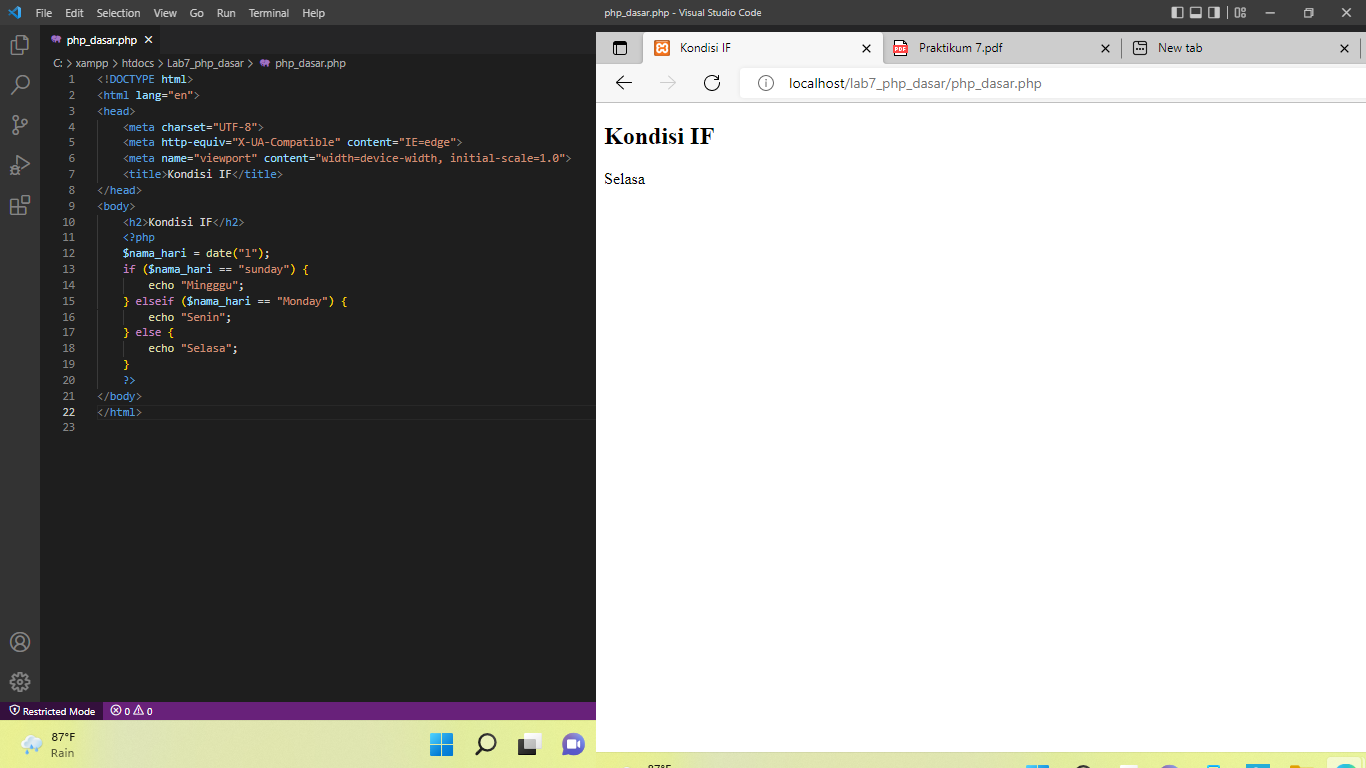 File Edit Selection View Go Run Terminal Help
php_dasar.php - Visual Studio Code
php_dasar.php
C: > xampp > htdocs > Lab7_php_dasar > php_dasar.php
1 <!DOCTYPE html>
2 <html lang="en">
3 <head>
4 <meta charset="UTF-8">
5 <meta http-equiv="X-UA-Compatible" content="IE=edge">
6 <meta name="viewport" content="width=device-width, initial-scale=1.0">
7 <title>Kondisi IF</title>
8 </head>
9 <body>
10 <h2>Kondisi IF</h2>
11 <?php
12 $nama_hari = date("l");
13 if ($nama_hari == "sunday") {
14 echo "Mingggu";
15 } elseif ($nama_hari == "Monday") {
16 echo "Senin";
17 } else {
18 echo "Selasa";
19 }
20 ?>
21 </body>
22 </html>
23
Restricted Mode
0 0
87°F
Rain
Kondisi IF
Praktikum 7.pdf
New tab
localhost/lab7_php_dasar/php_dasar.php
Kondisi IF
Selasa